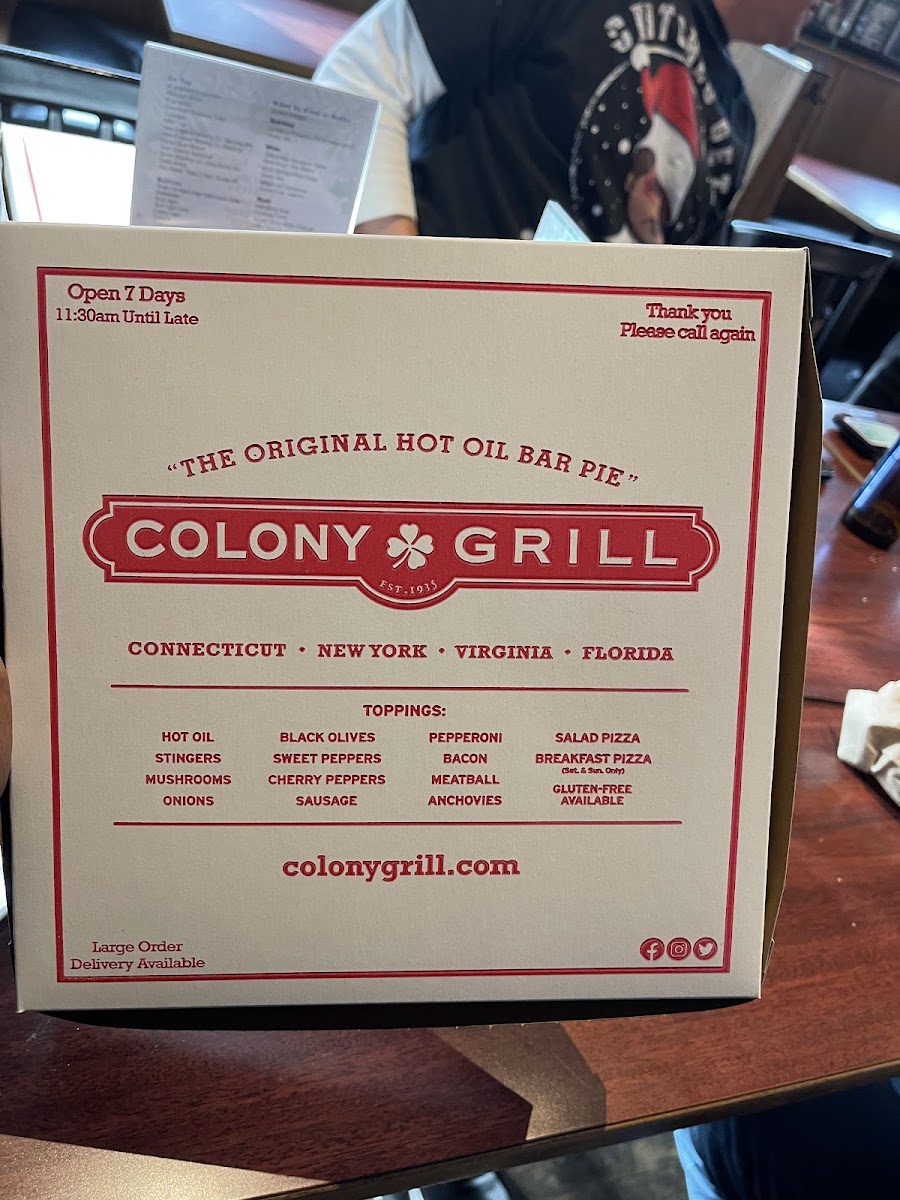 Open 7 Days
11:30am Until Late
Thank you
Please call again
"THE ORIGINAL HOT OIL BAR PIE"
COLONY GRILL
EST. 1935
CONNECTICUT • NEW YORK • VIRGINIA • FLORIDA
TOPPINGS:
HOT OIL BLACK OLIVES PEPPERONI SALAD PIZZA
STINGERS SWEET PEPPERS BACON BREAKFAST PIZZA
(Sat. & Sun. Only)
MUSHROOMS CHERRY PEPPERS MEATBALL GLUTEN-FREE
ONIONS SAUSAGE ANCHOVIES AVAILABLE
colonygrill.com
Large Order
Delivery Available